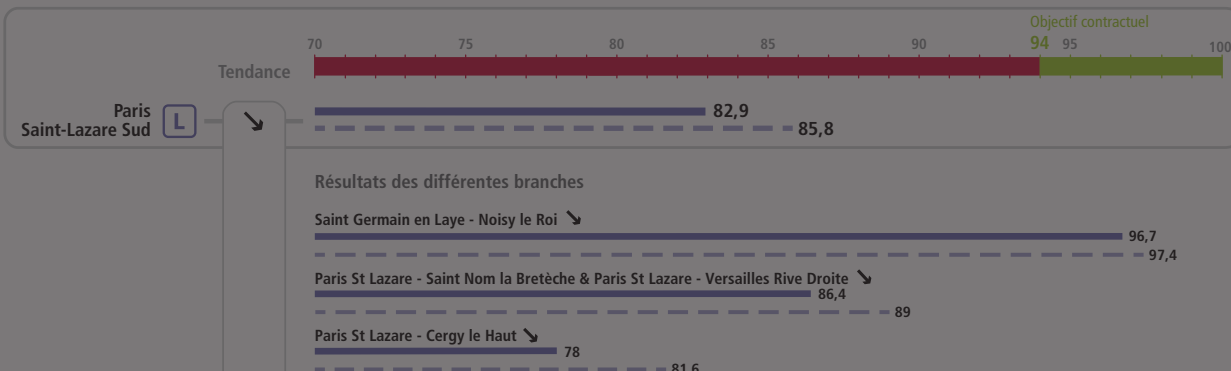 Objectif contractuel
70 75 80 85 90 94 95 100
Tendance
Paris
Saint-Lazare Sud L
82,9
85,8
Résultats des différentes branches
Saint Germain en Laye - Noisy le Roi
96,7
97,4
Paris St Lazare - Saint Nom la Bretèche & Paris St Lazare - Versailles Rive Droite
86,4
89
Paris St Lazare - Cergy le Haut
78
81,6